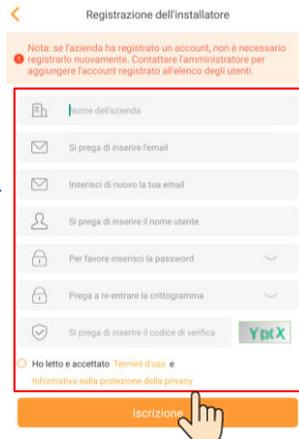 Registrazione dell'installatore
Nota: se l'azienda ha registrato un account, non è necessario
registrarlo nuovamente. Contattare l'amministratore per
aggiungere l'account registrato all'elenco degli utenti.
Nome dell'azienda
Si prega di inserire l'email
Inserisci di nuovo la tua email
Si prega di inserire il nome utente
Per favore inserisci la password
Prega a re-entrare la crittogramma
Si prega di inserire il codice di verifica
YptX
Ho letto e accettato Termini d'uso e
Informativa sulla protezione della privacy
Iscrizione